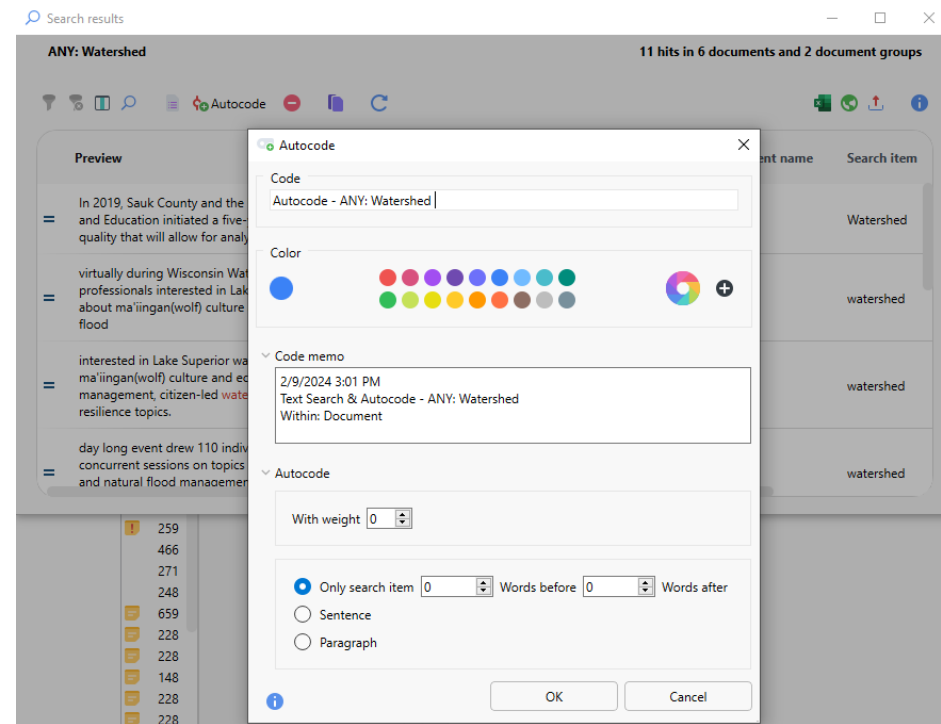 Search results
ANY: Watershed
11 hits in 6 documents and 2 document groups
Autocode
Preview
ent name
Search item
In 2019, Sauk County and the
and Education initiated a five-
quality that will allow for analy
Watershed
virtually during Wisconsin Wat
professionals interested in Lak
about ma'iingan(wolf) culture
flood
watershed
interested in Lake Superior wa
ma'iingan(wolf) culture and ec
management, citizen-led wate
resilience topics.
watershed
day long event drew 110 indiv
concurrent sessions on topics
and natural flood managemen
watershed
Autocode
Code
Autocode - ANY: Watershed
Color
Code memo
2/9/2024 3:01 PM
Text Search & Autocode - ANY: Watershed
Within: Document
Autocode
With weight 0
Only search item 0 Words before 0 Words after
Sentence
Paragraph
OK Cancel
259
466
271
248
659
228
228
148
228
228